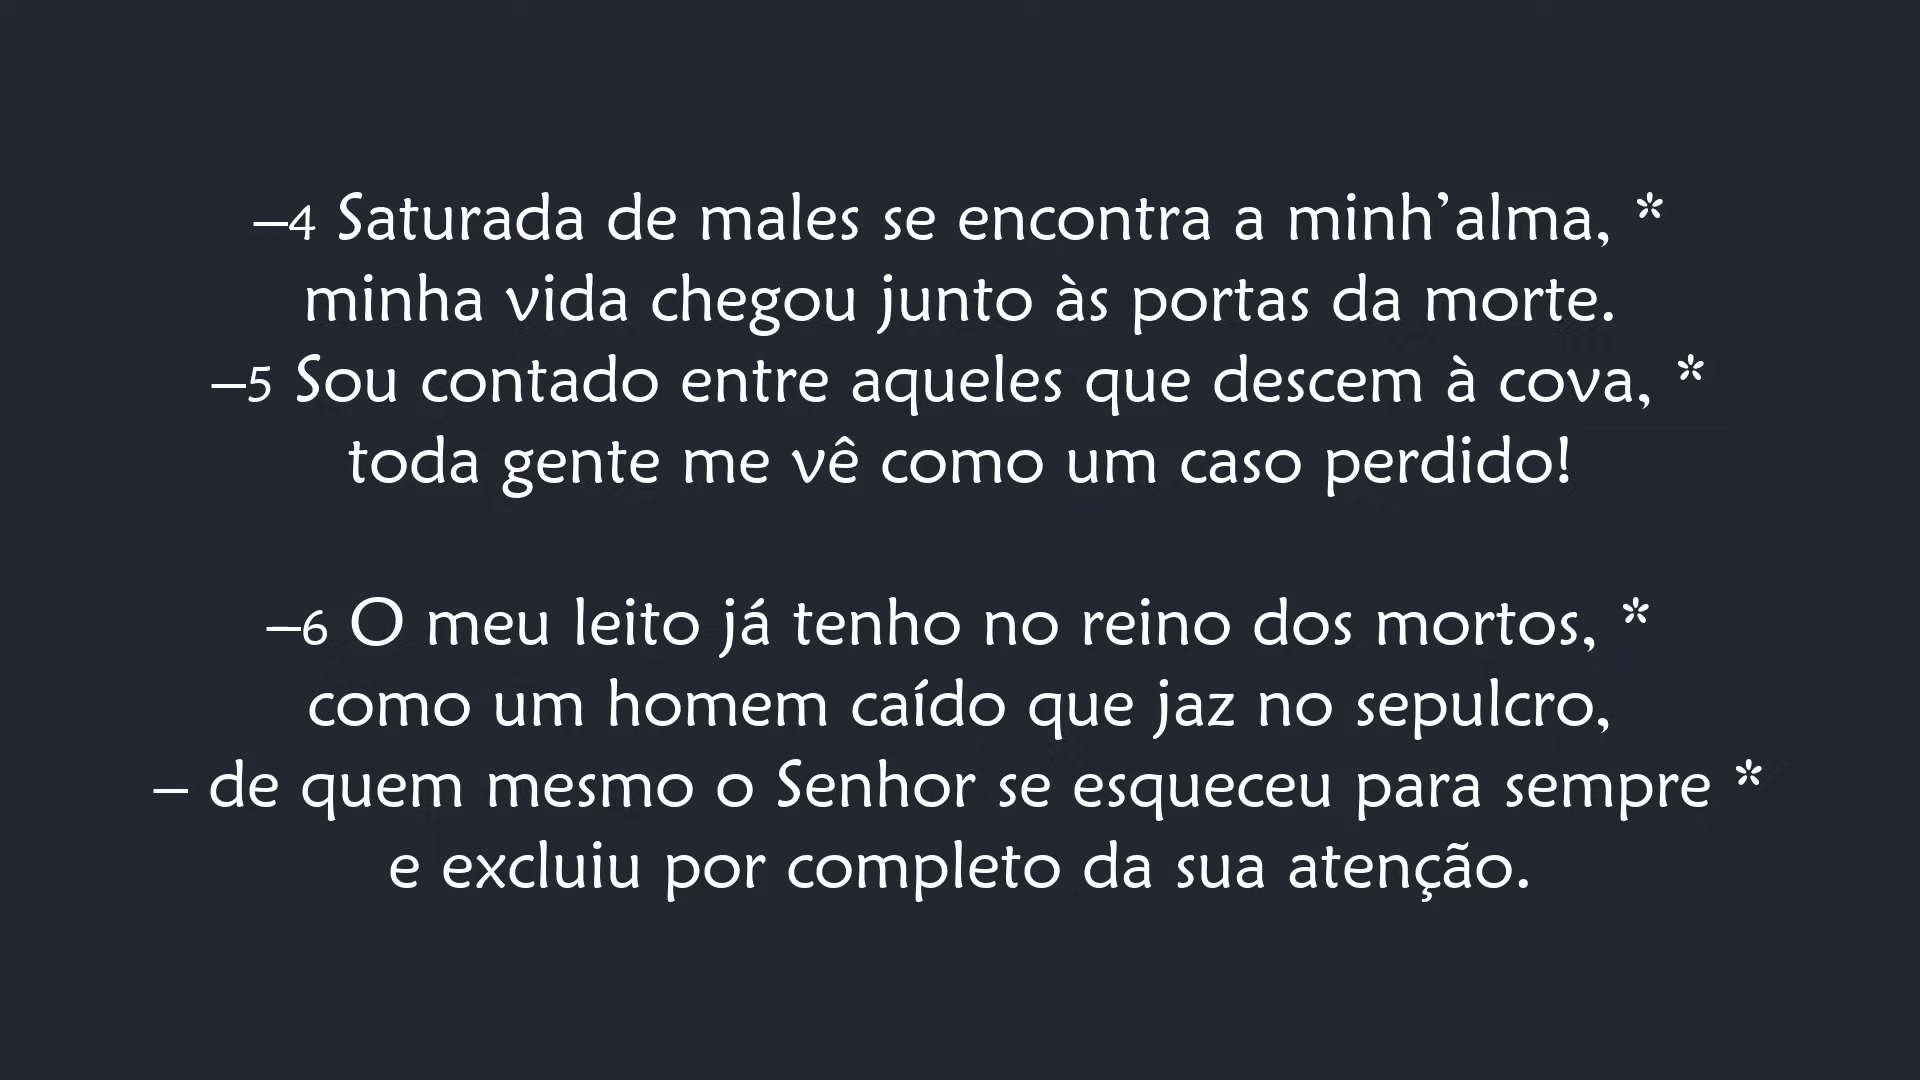 –4 Saturada de males se encontra a minh’alma, *
minha vida chegou junto às portas da morte.
–5 Sou contado entre aqueles que descem à cova, *
toda gente me vê como um caso perdido!
–6 O meu leito já tenho no reino dos mortos, *
como um homem caído que jaz no sepulcro,
– de quem mesmo o Senhor se esqueceu para sempre *
e excluiu por completo da sua atenção.